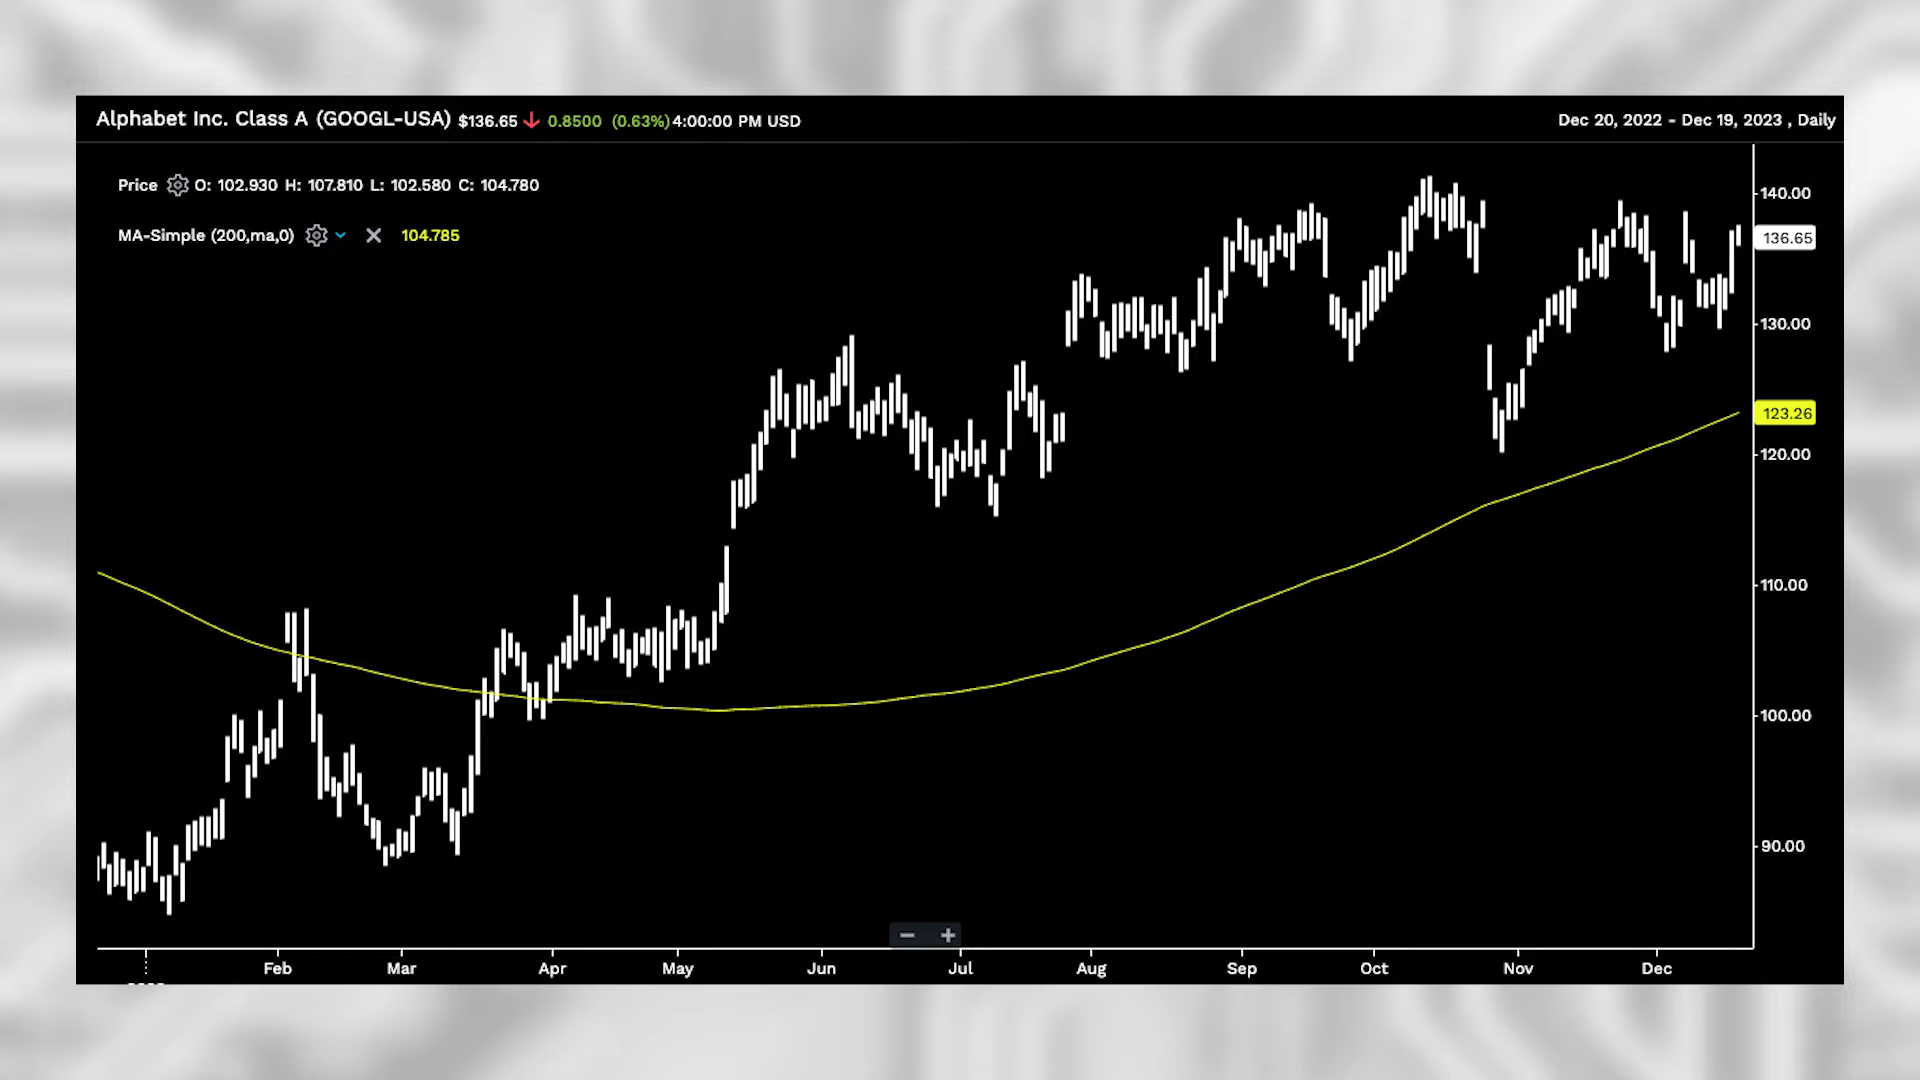 Alphabet Inc. Class A (GOOGL-USA) $136.65 0.8500 (0.63%) 4:00:00 PM USD
Dec 20, 2022 - Dec 19, 2023 , Daily
Price O: 102.930 H: 107.810 L: 102.580 C: 104.780
MA-Simple (200,ma,0) 104.785
140.00
136.65
130.00
123.26
120.00
110.00
100.00
90.00
Feb Mar Apr May Jun Jul Aug Sep Oct Nov Dec